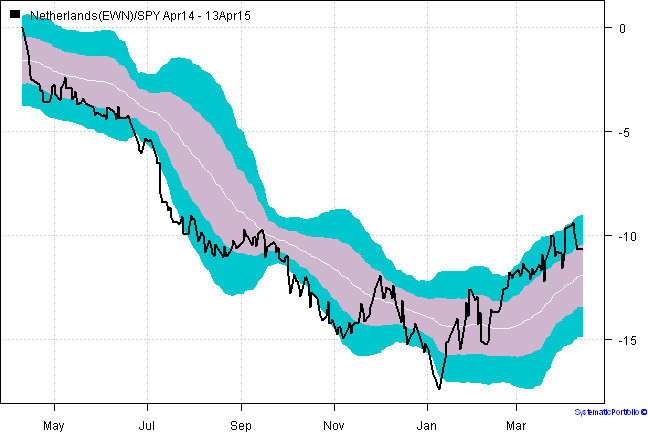 Netherlands(EWN)/SPY Apr14 - 13Apr15
0
-5
-10
-15
May Jul Sep Nov Jan Mar
SystematicPortfolio ©